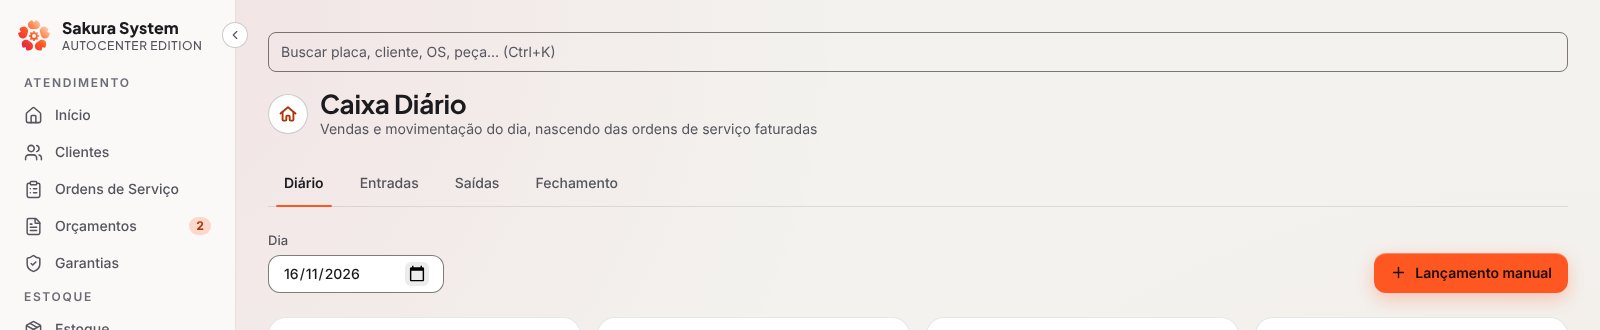 Sakura System
AUTOCENTER EDITION
ATENDIMENTO
Início
Clientes
Ordens de Serviço
Orçamentos 2
Garantias
ESTOQUE
Estoque
Buscar placa, cliente, OS, peça... (Ctrl+K)
Caixa Diário
Vendas e movimentação do dia, nascendo das ordens de serviço faturadas
Diário Entradas Saídas Fechamento
Dia
16/11/2026
+ Lançamento manual